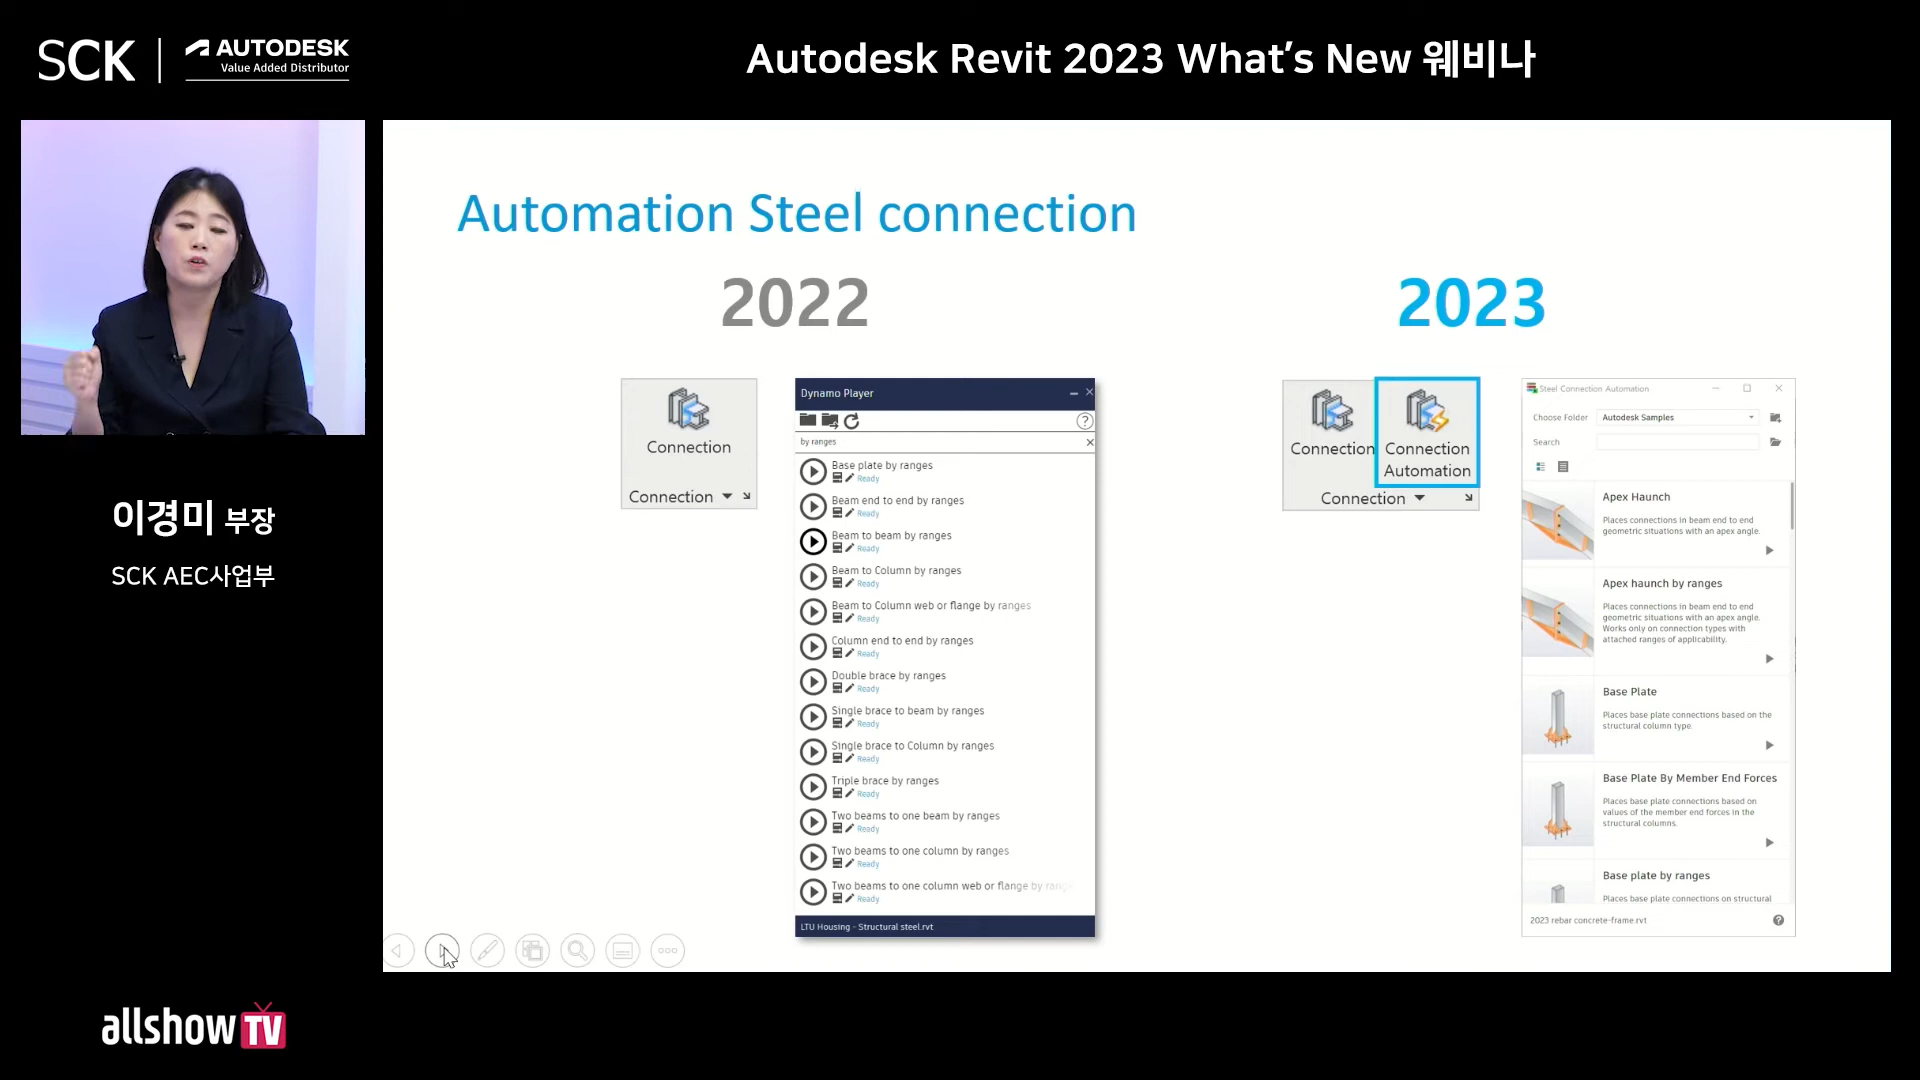 SCK
AUTODESK
Value Added Distributor
Autodesk Revit 2023 What's New 웨비나
이경미 부장
SCK AEC사업부
allshow TV
Automation Steel connection
2022
Connection
Connection
Dynamo Player
by ranges
Base plate by ranges
Ready
Beam end to end by ranges
Ready
Beam to beam by ranges
Ready
Beam to Column by ranges
Ready
Beam to Column web or flange by ranges
Ready
Column end to end by ranges
Ready
Double brace by ranges
Ready
Single brace to beam by ranges
Ready
Single brace to Column by ranges
Ready
Triple brace by ranges
Ready
Two beams to one beam by ranges
Ready
Two beams to one column by ranges
Ready
Two beams to one column web or flange by range
Ready
LTU Housing - Structural steel.rvt
2023
Connection
Connection
Automation
Connection
Steel Connection Automation
Choose Folder Autodesk Samples
Search
Apex Haunch
Places connections in beam end to end
geometric situations with an apex angle.
Apex haunch by ranges
Places connections in beam end to end
geometric situations with an apex angle.
Works only on connection types with
attached ranges of applicability.
Base Plate
Places base plate connections based on the
structural column type.
Base Plate By Member End Forces
Places base plate connections based on
values of the member end forces in the
structural columns.
Base plate by ranges
Places base plate connections on structural
2023 rebar concrete-frame.rvt